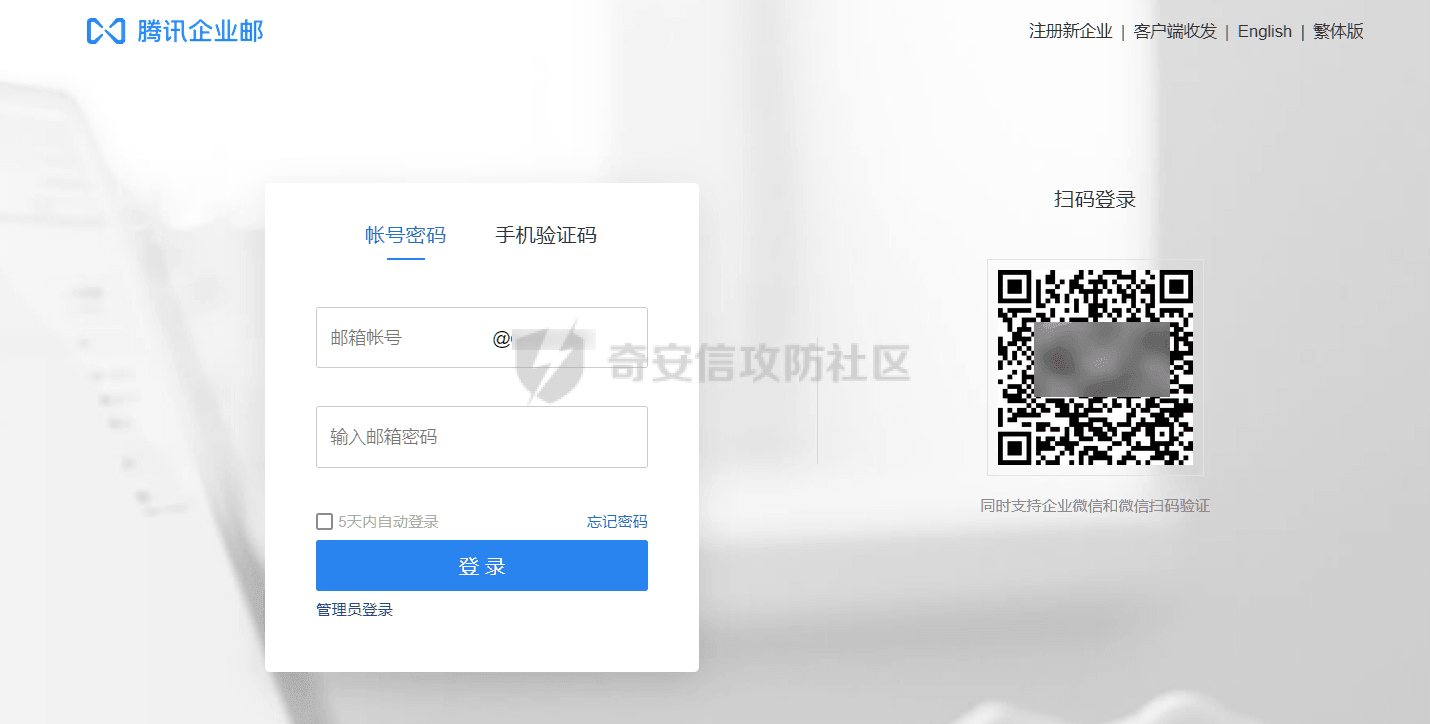 腾讯企业邮
注册新企业 | 客户端收发 | English | 繁体版
帐号密码 手机验证码
邮箱帐号 @
输入邮箱密码
5天内自动登录 忘记密码
登 录
管理员登录
扫码登录
同时支持企业微信和微信扫码验证
奇安信攻防社区